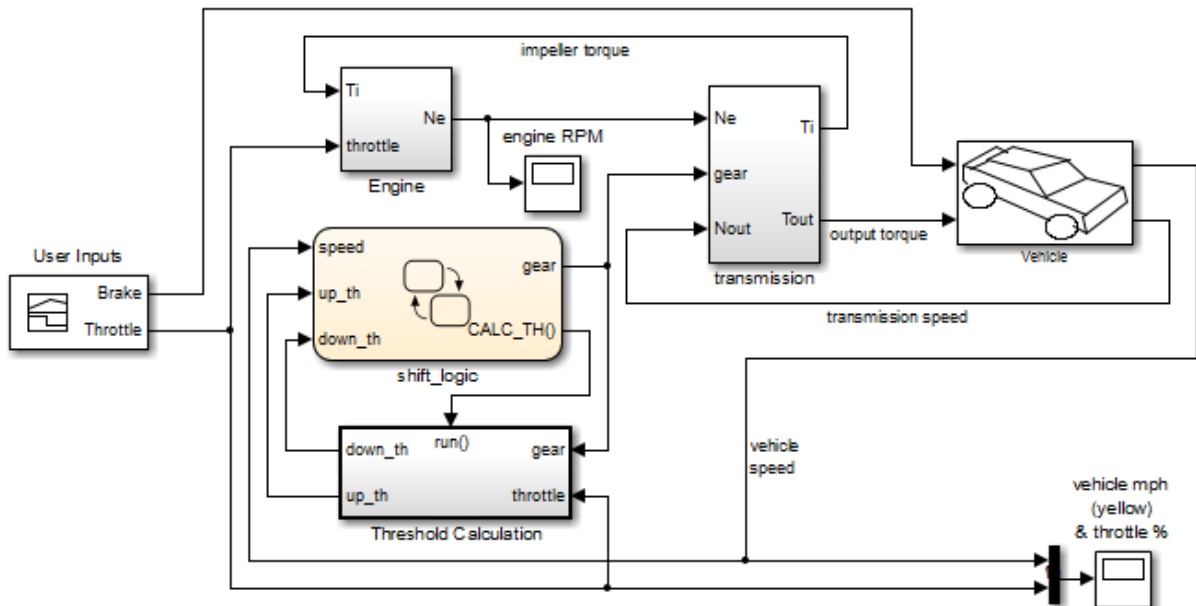 impeller torque
Ti
Ne
throttle
Engine
engine RPM
Ne
Ti
gear
Tout
Nout
transmission
output torque
Vehicle
transmission speed
User Inputs
Brake
Throttle
speed
gear
up_th
CALC_TH()
down_th
shift_logic
run()
down_th
gear
up_th
throttle
Threshold Calculation
vehicle
speed
vehicle mph
(yellow)
& throttle %